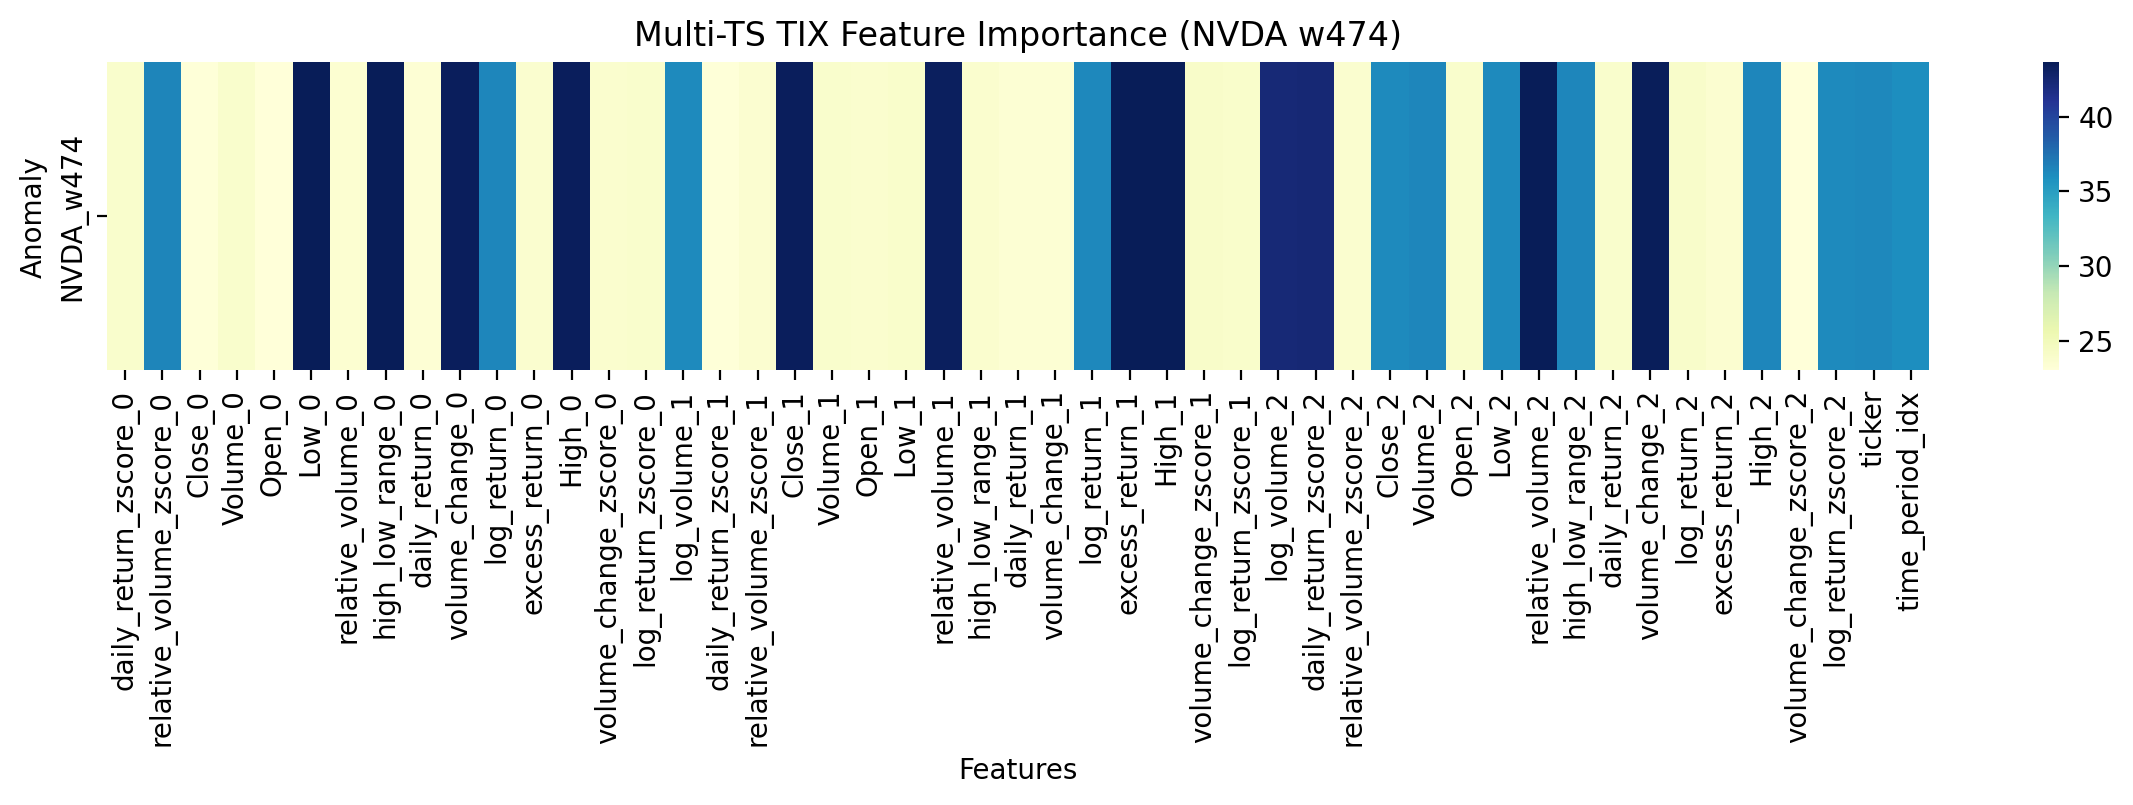 Multi-TS TIX Feature Importance (NVDA w474)
Anomaly
NVDA_w474
40
35
30
25
daily_return_zscore_0
relative_volume_zscore_0
Close_0
Volume_0
Open_0
Low_0
relative_volume_0
high_low_range_0
daily_return_0
volume_change_0
log_return_0
excess_return_0
High_0
volume_change_zscore_0
log_return_zscore_0
log_volume_1
daily_return_zscore_1
relative_volume_zscore_1
Close_1
Volume_1
Open_1
Low_1
relative_volume_1
high_low_range_1
daily_return_1
volume_change_1
log_return_1
excess_return_1
High_1
volume_change_zscore_1
log_return_zscore_1
log_volume_2
daily_return_zscore_2
relative_volume_zscore_2
Close_2
Volume_2
Open_2
Low_2
relative_volume_2
high_low_range_2
daily_return_2
volume_change_2
log_return_2
excess_return_2
High_2
volume_change_zscore_2
log_return_zscore_2
ticker
time_period_idx
Features